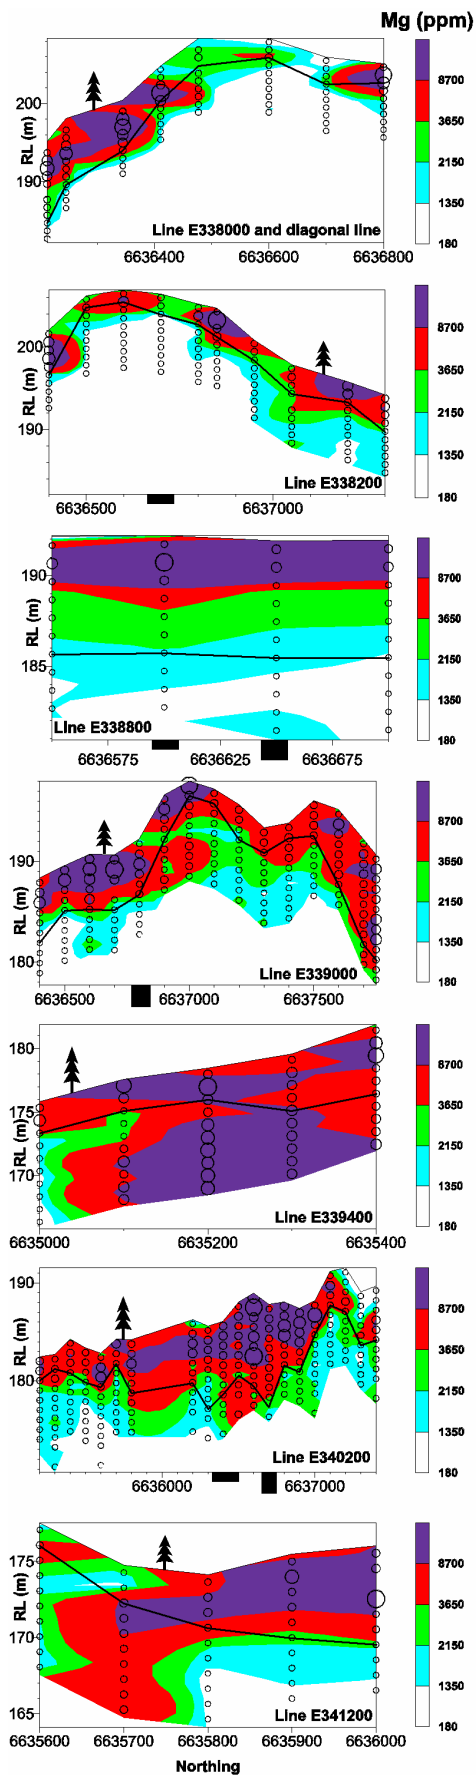 Mg (ppm)
8700
3650
2150
1350
180
RL (m)
200
190
Line E338000 and diagonal line
6636400 6636600 6636800
8700
3650
2150
1350
180
RL (m)
200
190
Line E338200
6636500 6637000
8700
3650
2150
1350
180
RL (m)
190
185
Line E338800
6636575 6636625 6636675
8700
3650
2150
1350
180
RL (m)
190
180
Line E339000
6636500 6637000 6637500
8700
3650
2150
1350
180
RL (m)
180
175
170
Line E339400
6635000 6635200 6635400
8700
3650
2150
1350
180
RL (m)
190
180
Line E340200
6636000 6637000
8700
3650
2150
1350
180
RL (m)
175
170
165
Line E341200
6635600 6635700 6635800 6635900 6636000
Northing